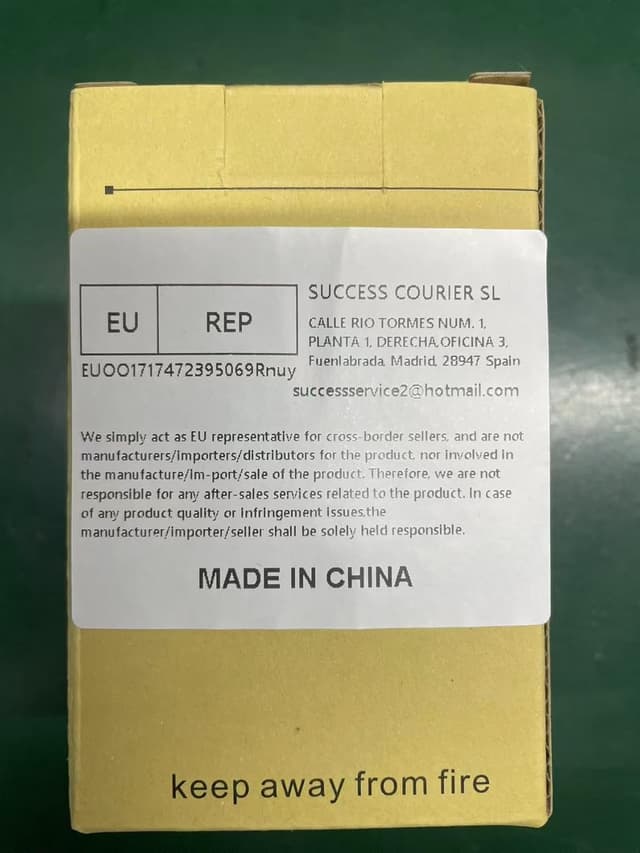 EU REP
EUOO1717472395069Rnuy
SUCCESS COURIER SL
CALLE RIO TORMES NUM. 1,
PLANTA 1, DERECHA,OFICINA 3,
Fuenlabrada, Madrid, 28947 Spain
successservice2@hotmail.com
We simply act as EU representative for cross-border sellers, and are not
manufacturers/importers/distributors for the product, nor involved in
the manufacture/im-port/sale of the product. Therefore, we are not
responsible for any after-sales services related to the product. In case
of any product quality or infringement issues,the
manufacturer/importer/seller shall be solely held responsible.
MADE IN CHINA
keep away from fire